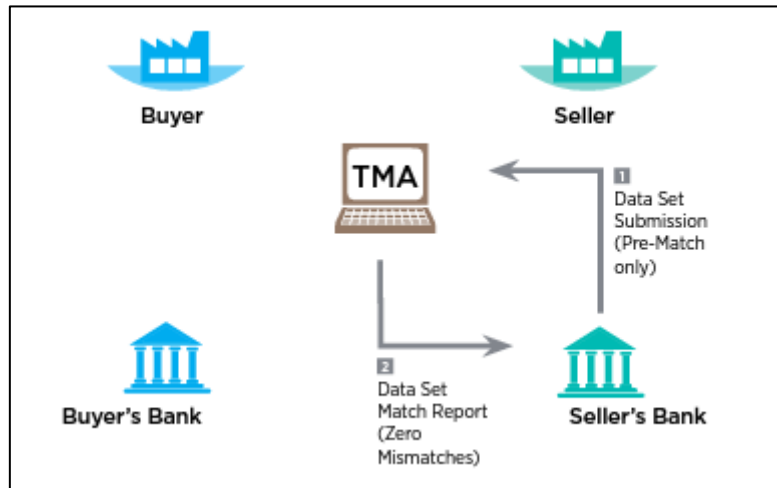 Buyer
Seller
TMA
1
Data Set
Submission
(Pre-Match
only)
2
Data Set
Match Report
(Zero
Mismatches)
Buyer's Bank
Seller's Bank